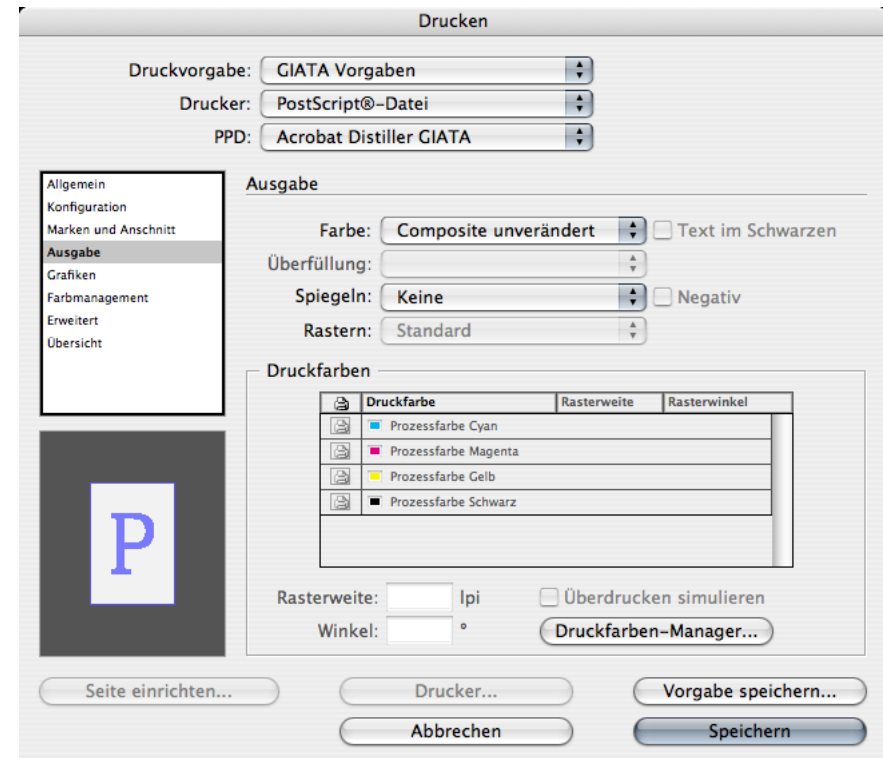 Drucken
Druckvorgabe: GIATA Vorgaben
Drucker: PostScript®-Datei
PPD: Acrobat Distiller GIATA
Allgemein
Konfiguration
Marken und Anschnitt
Ausgabe
Grafiken
Farbmanagement
Erweitert
Übersicht
P
Ausgabe
Farbe: Composite unverändert Text im Schwarzen
Überfüllung:
Spiegeln: Keine Negativ
Rastern: Standard
Druckfarben
Druckfarbe Rasterweite Rasterwinkel
Prozessfarbe Cyan
Prozessfarbe Magenta
Prozessfarbe Gelb
Prozessfarbe Schwarz
Rasterweite: lpi Überdrucken simulieren
Winkel: ° Druckfarben-Manager...
Seite einrichten... Drucker... Vorgabe speichern...
Abbrechen Speichern